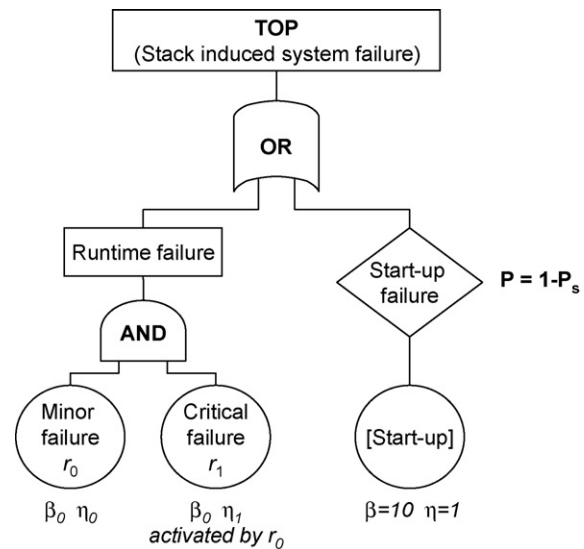 TOP
(Stack induced system failure)
OR
Runtime failure
Start-up
failure
P = 1-Pₛ
AND
Minor
failure
r₀
Critical
failure
r₁
[Start-up]
β₀ η₀
β₀ η₁
activated by r₀
β=10 η=1